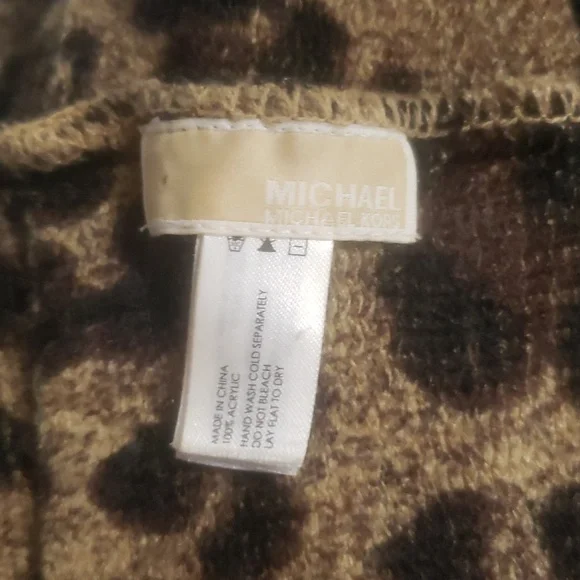 MICHAEL
MICHAEL KORS
MADE IN CHINA
100% ACRYLIC
HAND WASH COLD SEPARATELY
DO NOT BLEACH
LAY FLAT TO DRY